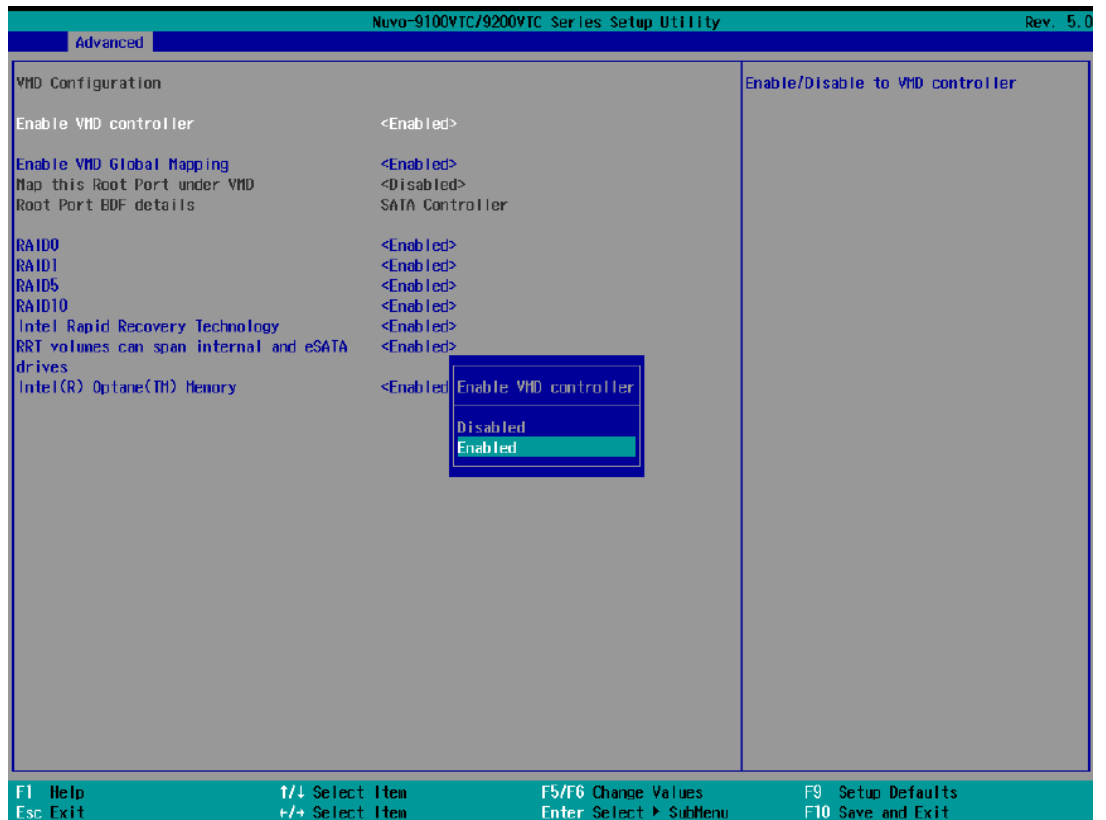 Nuvo-9100VTC/9200VTC Series Setup Utility Rev. 5.0
Advanced
VMD Configuration
Enable/Disable to VMD controller
Enable VMD controller <Enabled>
Enable VMD Global Mapping <Enabled>
Map this Root Port under VMD <Disabled>
Root Port BDF details SATA Controller
RAID0 <Enabled>
RAID1 <Enabled>
RAID5 <Enabled>
RAID10 <Enabled>
Intel Rapid Recovery Technology <Enabled>
RRT volumes can span internal and eSATA <Enabled>
drives
Intel(R) Optane(TM) Memory <Enabled
Enable VMD controller
Disabled
Enabled
F1 Help ↑/↓ Select Item F5/F6 Change Values F9 Setup Defaults
Esc Exit ←/→ Select Item Enter Select ▶ SubMenu F10 Save and Exit